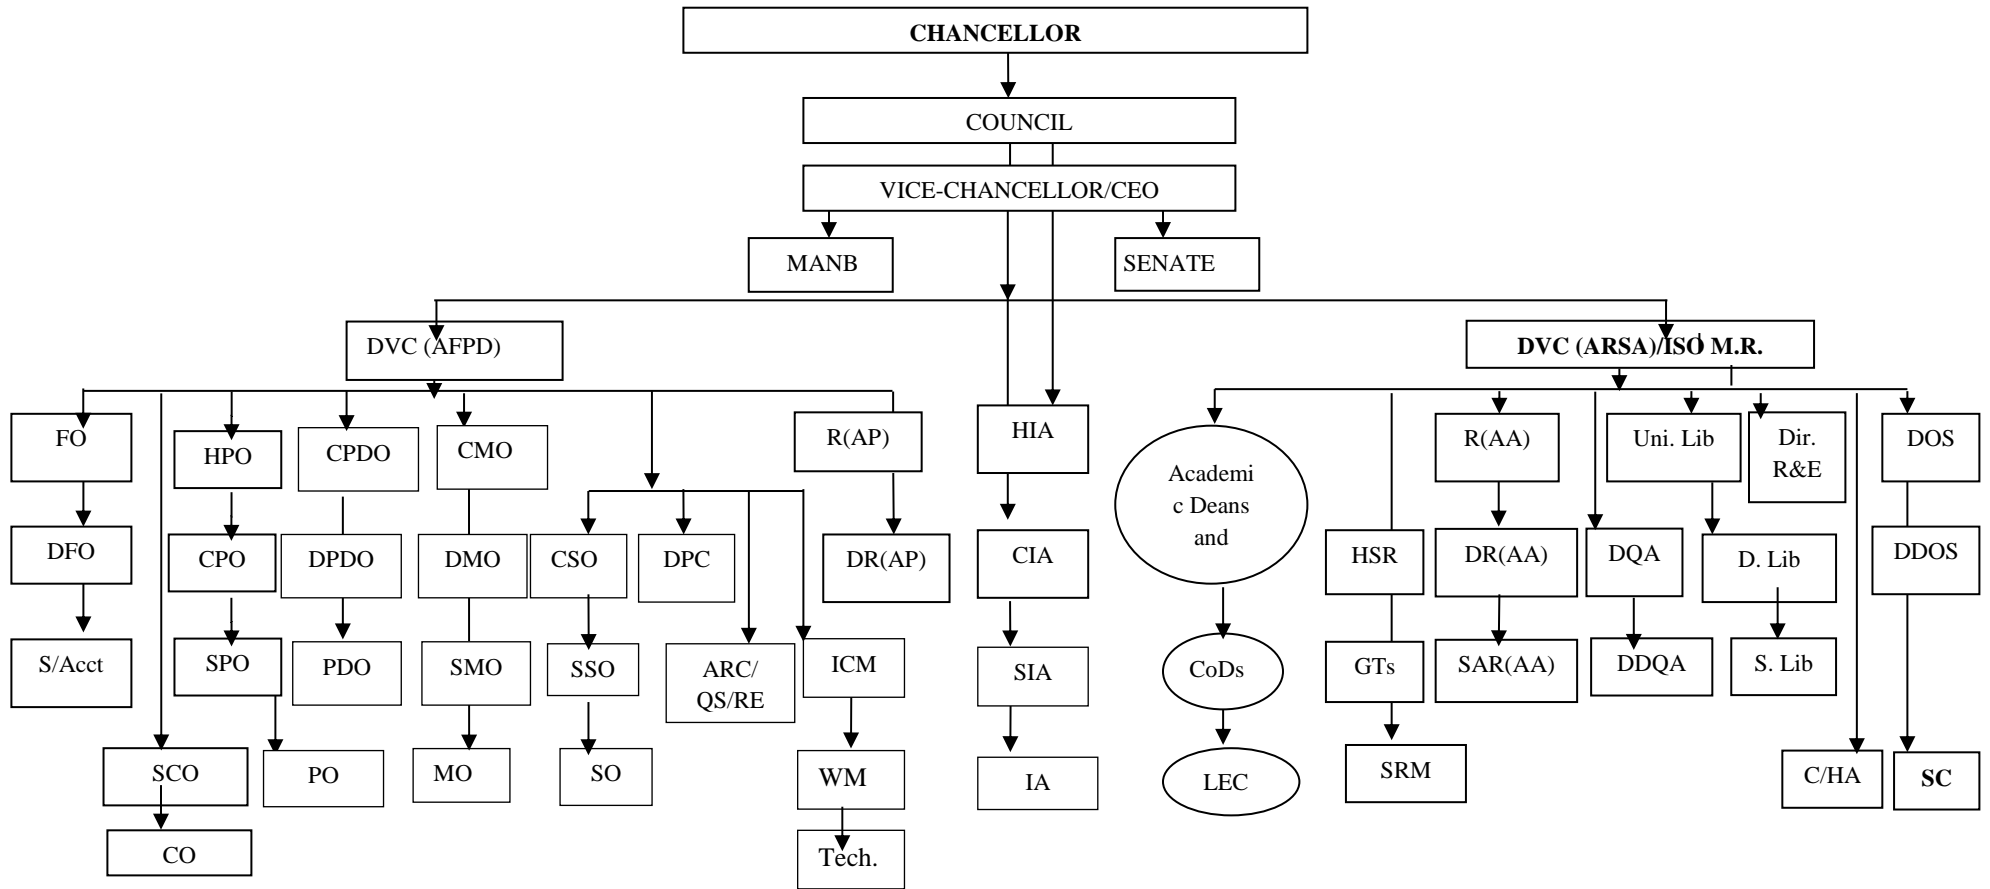 CHANCELLOR
COUNCIL
VICE-CHANCELLOR/CEO
MANB
SENATE
DVC (AFPD)
DVC (ARSA)/ISO M.R.
FO
HPO
CPDO
CMO
R(AP)
HIA
Academi
c Deans
and
R(AA)
Uni. Lib
Dir.
R&E
DOS
DFO
CPO
DPDO
DMO
CSO
DPC
DR(AP)
CIA
HSR
DR(AA)
DQA
D. Lib
DDOS
S/Acct
SPO
PDO
SMO
SSO
ARC/
QS/RE
ICM
SIA
CoDs
GTs
SAR(AA)
DDQA
S. Lib
SCO
PO
MO
SO
WM
IA
LEC
SRM
C/HA
SC
CO
Tech.